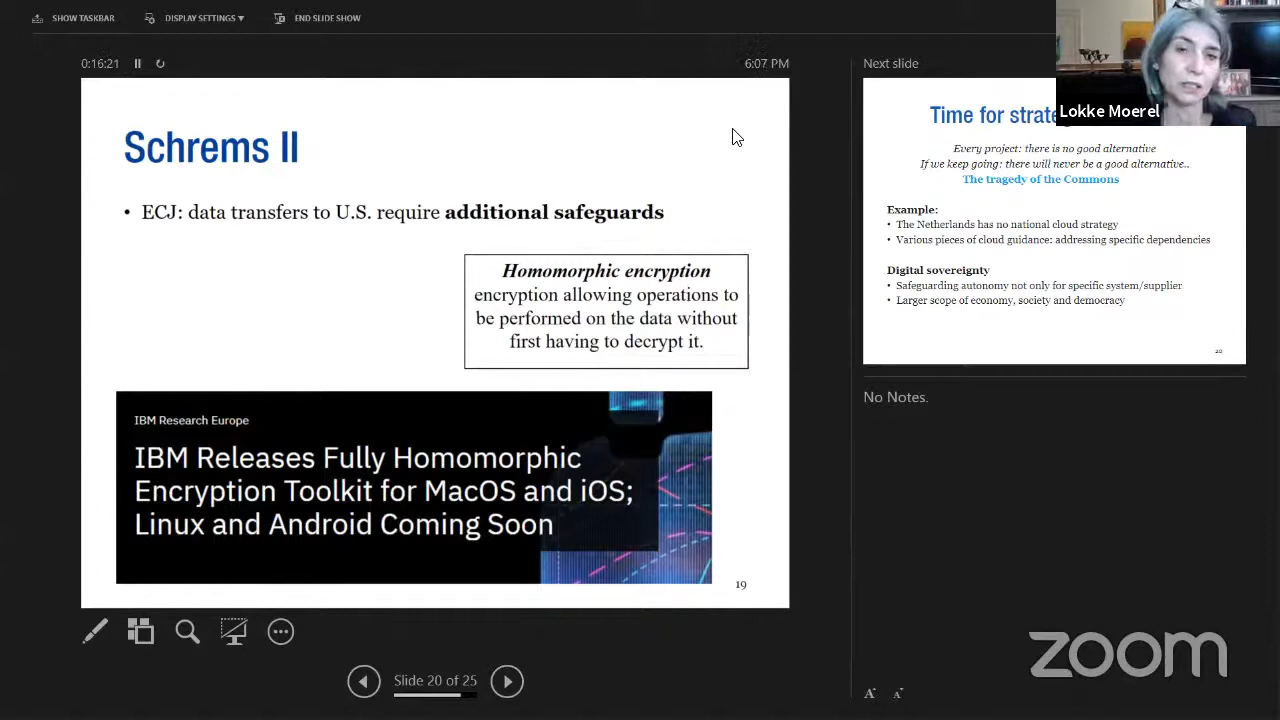 SHOW TASKBAR
DISPLAY SETTINGS ▾
END SLIDE SHOW
0:16:21
6:07 PM
Schrems II
• ECJ: data transfers to U.S. require additional safeguards
Homomorphic encryption
encryption allowing operations to
be performed on the data without
first having to decrypt it.
IBM Research Europe
IBM Releases Fully Homomorphic
Encryption Toolkit for MacOS and iOS;
Linux and Android Coming Soon
19
Slide 20 of 25
Next slide
Lokke Moerel
Time for
Every project: there is no good alternative
If we keep going: there will never be a good alternative..
The tragedy of the Commons
Example:
• The Netherlands has no national cloud strategy
• Various pieces of cloud guidance: addressing specific dependencies
Digital sovereignty
• Safeguarding autonomy not only for specific system/supplier
• Larger scope of economy, society and democracy
20
No Notes.
zoom
A A